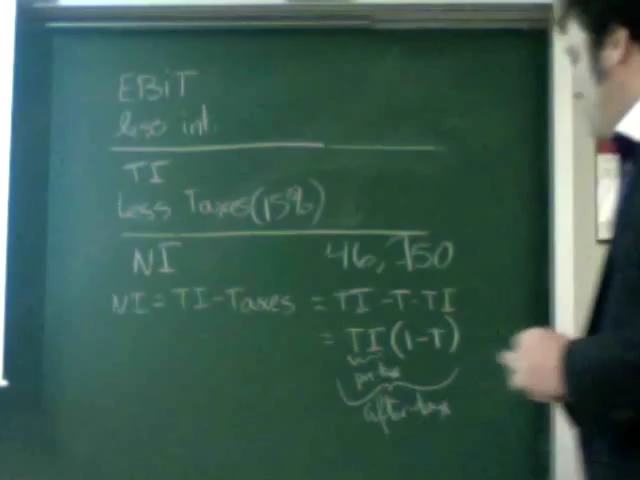 EBIT
less int.
TI
Less Taxes (15%)
NI 46,750
NI = TI - Taxes = TI - T · TI
= TI (1-T)
pre-tax
after-tax